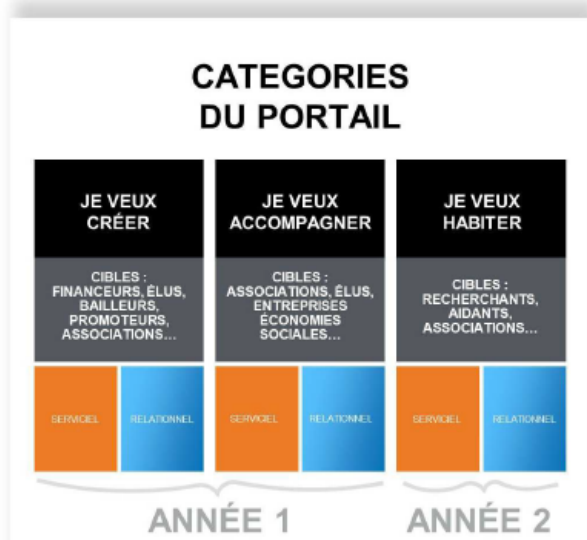 CATEGORIES
DU PORTAIL
JE VEUX
CRÉER
CIBLES :
FINANCEURS, ÉLUS,
BAILLEURS,
PROMOTEURS,
ASSOCIATIONS...
SERVICIEL
RELATIONNEL
JE VEUX
ACCOMPAGNER
CIBLES :
ASSOCIATIONS, ÉLUS,
ENTREPRISES
ÉCONOMIES
SOCIALES...
SERVICIEL
RELATIONNEL
JE VEUX
HABITER
CIBLES :
RECHERCHANTS,
AIDANTS,
ASSOCIATIONS...
SERVICIEL
RELATIONNEL
ANNÉE 1
ANNÉE 2